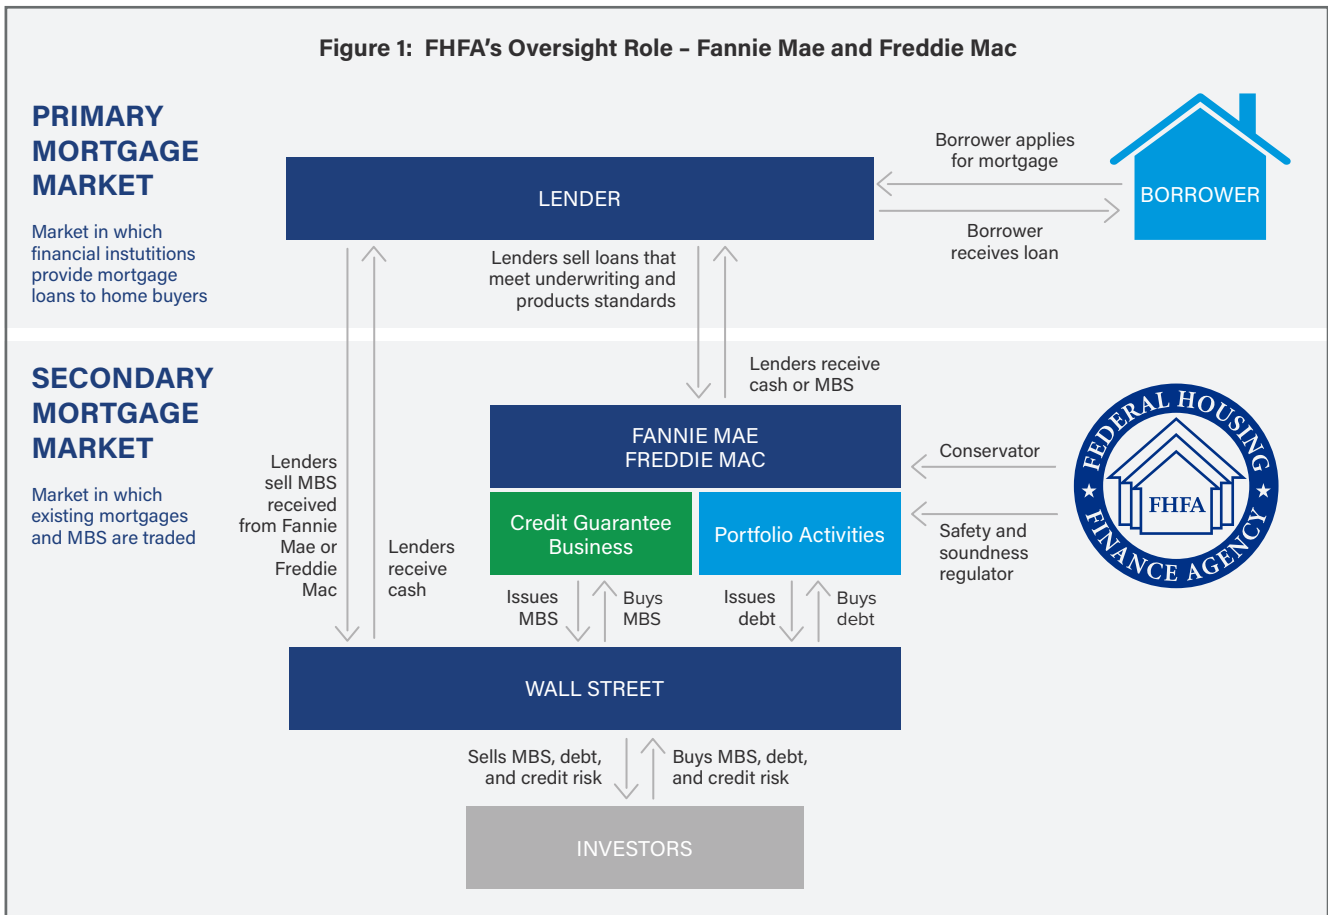 Figure 1:  FHFA's Oversight Role – Fannie Mae and Freddie Mac
PRIMARY
MORTGAGE
MARKET
Market in which
financial instutitions
provide mortgage
loans to home buyers
LENDER
Borrower applies
for mortgage
BORROWER
Borrower
receives loan
Lenders sell loans that
meet underwriting and
products standards
Lenders receive
cash or MBS
SECONDARY
MORTGAGE
MARKET
Market in which
existing mortgages
and MBS are traded
Lenders
sell MBS
received
from Fannie
Mae or
Freddie
Mac
Lenders
receive
cash
FANNIE MAE
FREDDIE MAC
Credit Guarantee
Business
Portfolio Activities
Conservator
Safety and
soundness
regulator
FEDERAL HOUSING
FHFA
FINANCE AGENCY
Issues
MBS
Buys
MBS
Issues
debt
Buys
debt
WALL STREET
Sells MBS, debt,
and credit risk
Buys MBS, debt,
and credit risk
INVESTORS